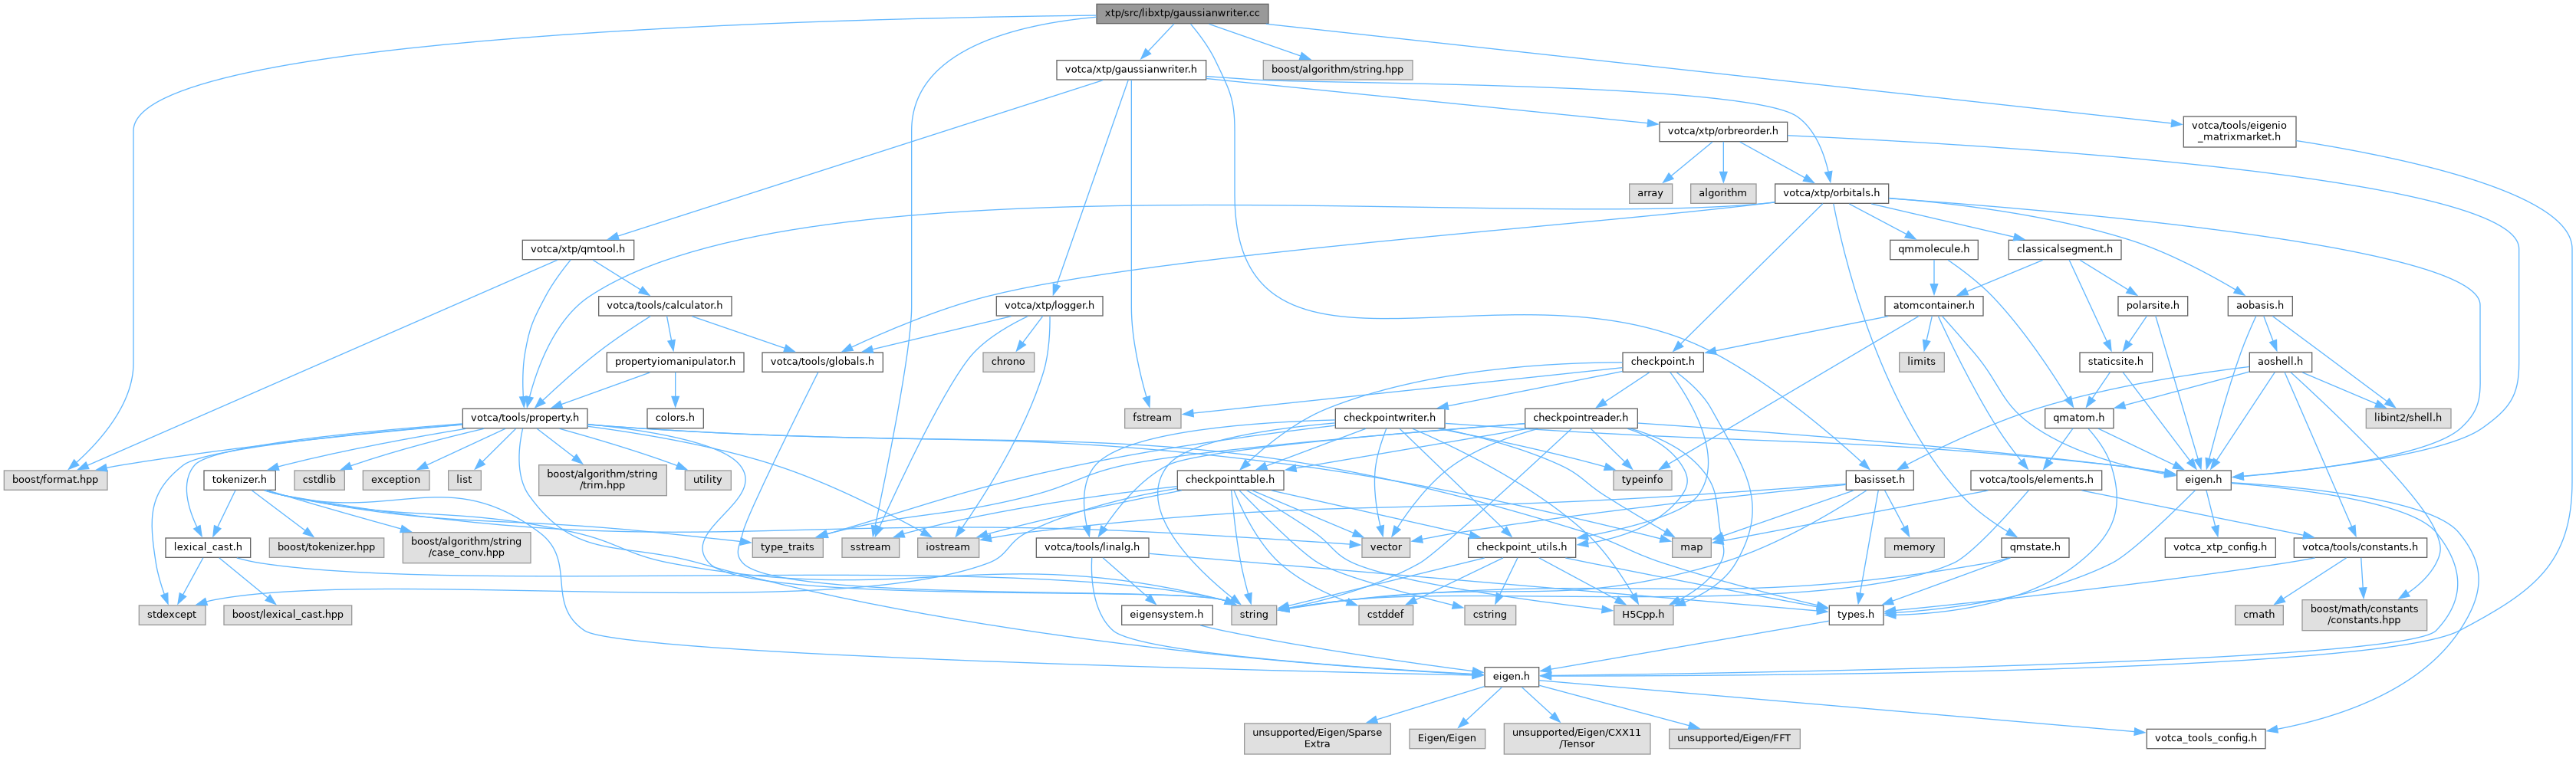 xtp/src/libxtp/gaussianwriter.cc
votca/xtp/gaussianwriter.h
boost/algorithm/string.hpp
votca/xtp/orbreorder.h
votca/tools/eigenio
_matrixmarket.h
array
algorithm
votca/xtp/orbitals.h
votca/xtp/qmtool.h
qmmolecule.h
classicalsegment.h
votca/tools/calculator.h
votca/xtp/logger.h
atomcontainer.h
polarsite.h
aobasis.h
propertyiomanipulator.h
votca/tools/globals.h
chrono
checkpoint.h
limits
staticsite.h
aoshell.h
votca/tools/property.h
colors.h
fstream
checkpointwriter.h
checkpointreader.h
qmatom.h
libint2/shell.h
boost/format.hpp
tokenizer.h
cstdlib
exception
list
boost/algorithm/string
/trim.hpp
utility
checkpointtable.h
typeinfo
basisset.h
votca/tools/elements.h
eigen.h
lexical_cast.h
boost/tokenizer.hpp
boost/algorithm/string
/case_conv.hpp
type_traits
sstream
iostream
votca/tools/linalg.h
vector
checkpoint_utils.h
map
memory
qmstate.h
votca_xtp_config.h
votca/tools/constants.h
stdexcept
boost/lexical_cast.hpp
eigensystem.h
string
cstddef
cstring
H5Cpp.h
types.h
cmath
boost/math/constants
/constants.hpp
eigen.h
unsupported/Eigen/Sparse
Extra
Eigen/Eigen
unsupported/Eigen/CXX11
/Tensor
unsupported/Eigen/FFT
votca_tools_config.h